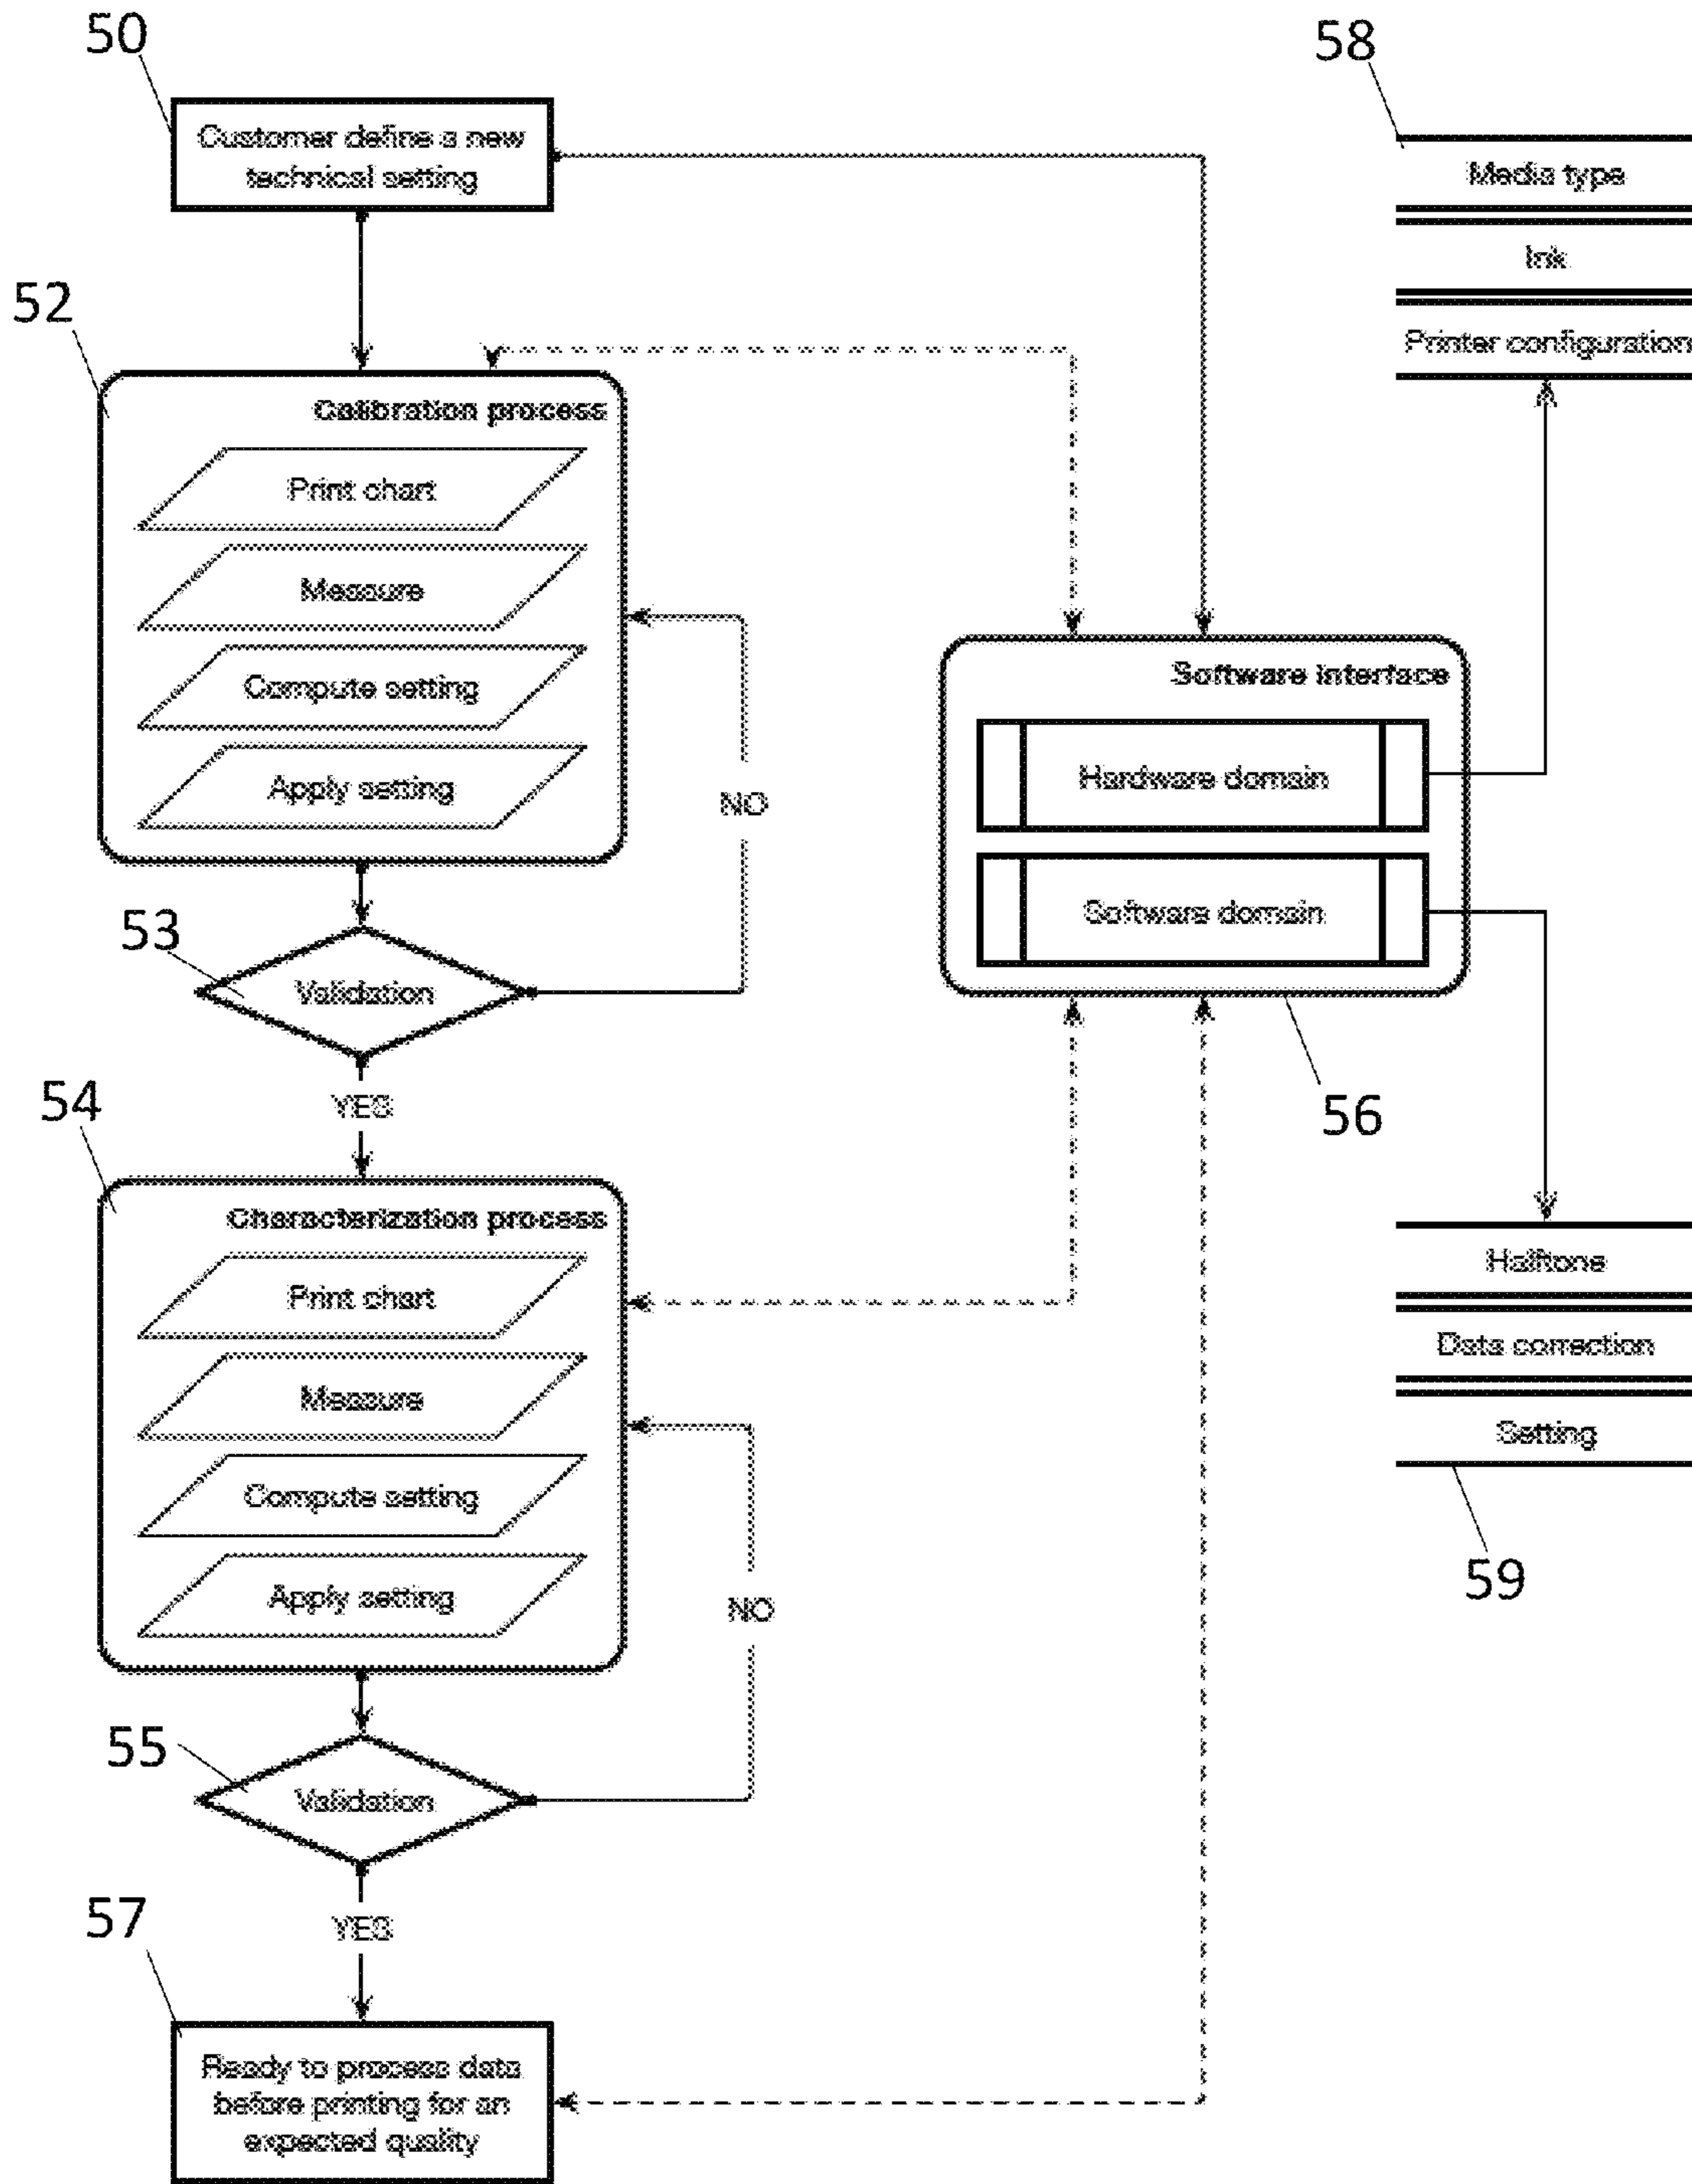 50
Customer define a new
technical setting
52
Calibration process
Print chart
Measure
Compute setting
Apply setting
NO
53
Validation
YES
54
Characterization process
Print chart
Measure
Compute setting
Apply setting
NO
55
Validation
YES
57
Ready to process data
before printing for an
expected quality
Software interface
Hardware domain
Software domain
56
58
Media type
Ink
Printer configuration
Halftone
Data correction
Setting
59